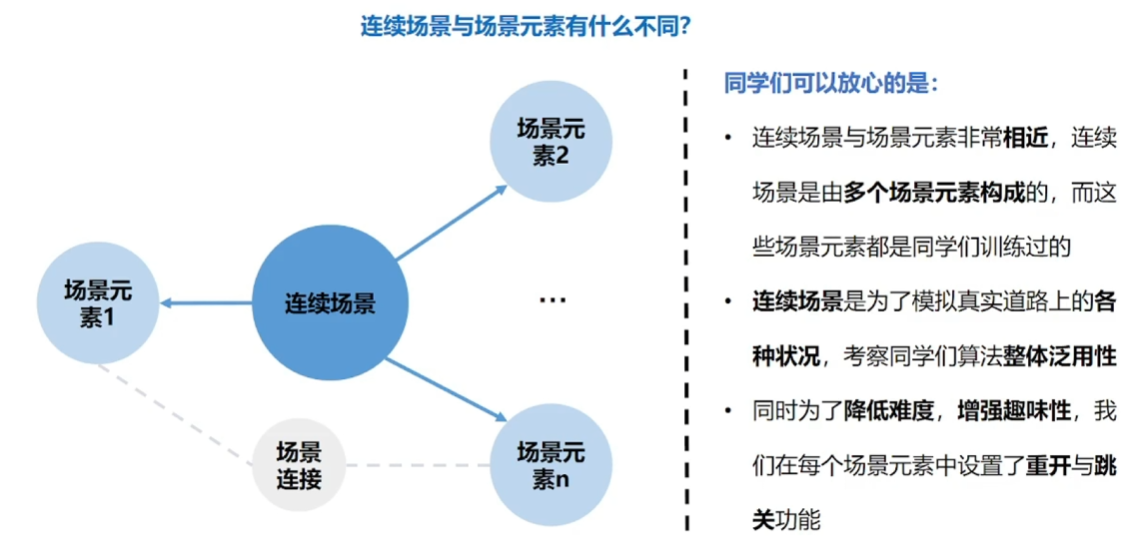 连续场景与场景元素有什么不同？
场景元
素2
场景元
素1
连续场景
...
场景
连接
场景元
素n
同学们可以放心的是：
• 连续场景与场景元素非常相近，连续
场景是由多个场景元素构成的，而这
些场景元素都是同学们训练过的
• 连续场景是为了模拟真实道路上的各
种状况，考察同学们算法整体泛用性
• 同时为了降低难度，增强趣味性，我
们在每个场景元素中设置了重开与跳
关功能